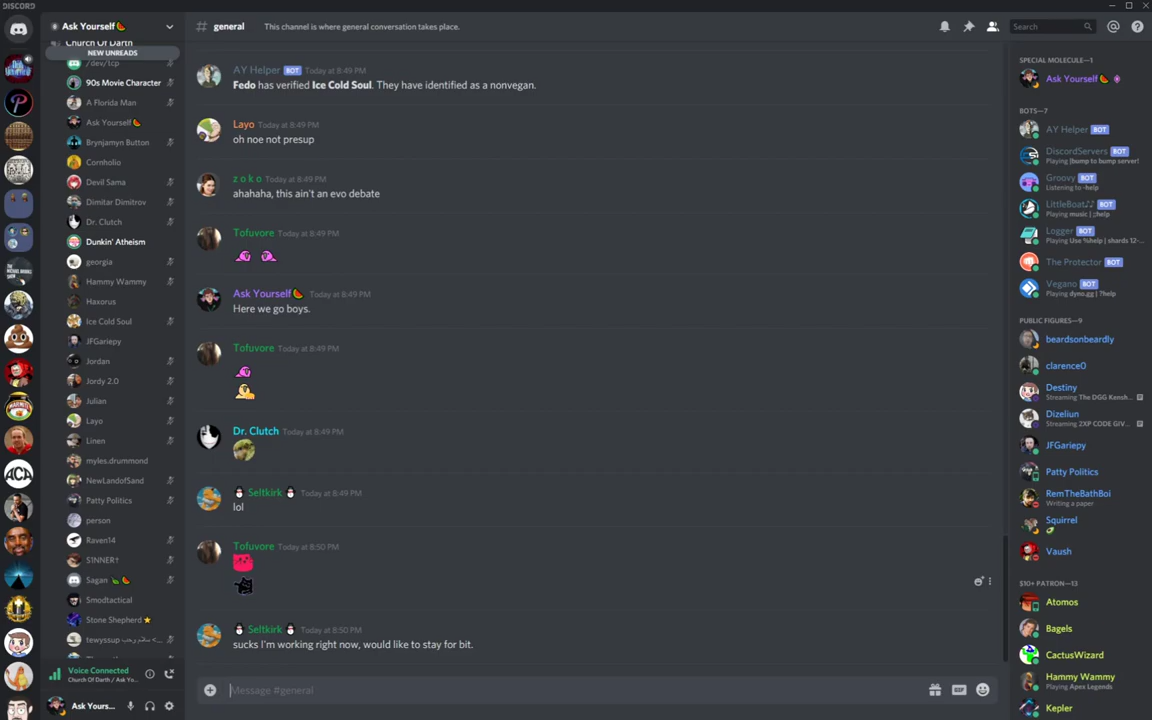 DISCORD
Ask Yourself🍉
Church Of Darth
NEW UNREADS
/dev/tcp
90s Movie Character
A Florida Man
Ask Yourself🍉
Brynjamyn Button
Cornholio
Devil Sama
Dimitar Dimitrov
Dr. Clutch
Dunkin' Atheism
georgia
Hammy Wammy
Haxorus
Ice Cold Soul
JFGariepy
Jordan
Jordy 2.0
Julian
Layo
Linen
myles.drummond
NewLandofSand
Patty Politics
person
Raven14
S1NNER†
Sagan
Smodtactical
Stone Shepherd ⭐
tewyssup
Voice Connected
Church Of Darth / Ask Yo...
Ask Yours...
ACA
# general
This channel is where general conversation takes place.
Search
AY Helper BOT Today at 8:49 PM
Fedo has verified Ice Cold Soul. They have identified as a nonvegan.
Layo Today at 8:49 PM
oh noe not presup
z o k o Today at 8:49 PM
ahahaha, this ain't an evo debate
Tofuvore Today at 8:49 PM
Ask Yourself🍉 Today at 8:49 PM
Here we go boys.
Tofuvore Today at 8:49 PM
Dr. Clutch Today at 8:49 PM
Seltkirk Today at 8:49 PM
lol
Tofuvore Today at 8:50 PM
Seltkirk Today at 8:50 PM
sucks I'm working right now, would like to stay for bit.
Message #general
GIF
SPECIAL MOLECULE—1
Ask Yourself🍉
BOTS—7
AY Helper BOT
DiscordServers BOT
Playing !bump to bump server!
Groovy BOT
Listening to -help
LittleBoat♪♪ BOT
Playing music | ;;help
Logger BOT
Playing Use %help | shards 12-...
The Protector BOT
Vegano BOT
Playing dyno.gg | ?help
PUBLIC FIGURES—9
beardsonbeardly
clarence0
Destiny
Streaming The DGG Kensh...
Dizeliun
Streaming 2XP CODE GIV...
JFGariepy
Patty Politics
RemTheBathBoi
Writing a paper
Squirrel
Vaush
$10+ PATRON—13
Atomos
Bagels
CactusWizard
Hammy Wammy
Playing Apex Legends
Kepler